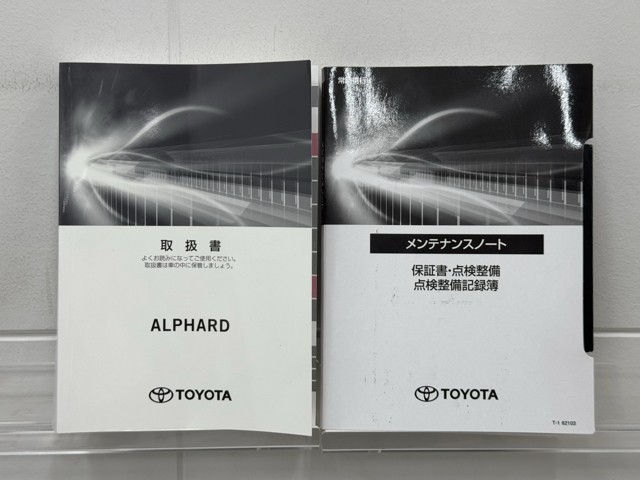 取扱書
よくお読みになってご使用ください。
取扱書は車の中に保管しましょう。
ALPHARD
TOYOTA
メンテナンスノート
保証書・点検整備
点検整備記録簿
TOYOTA
T-1 62103